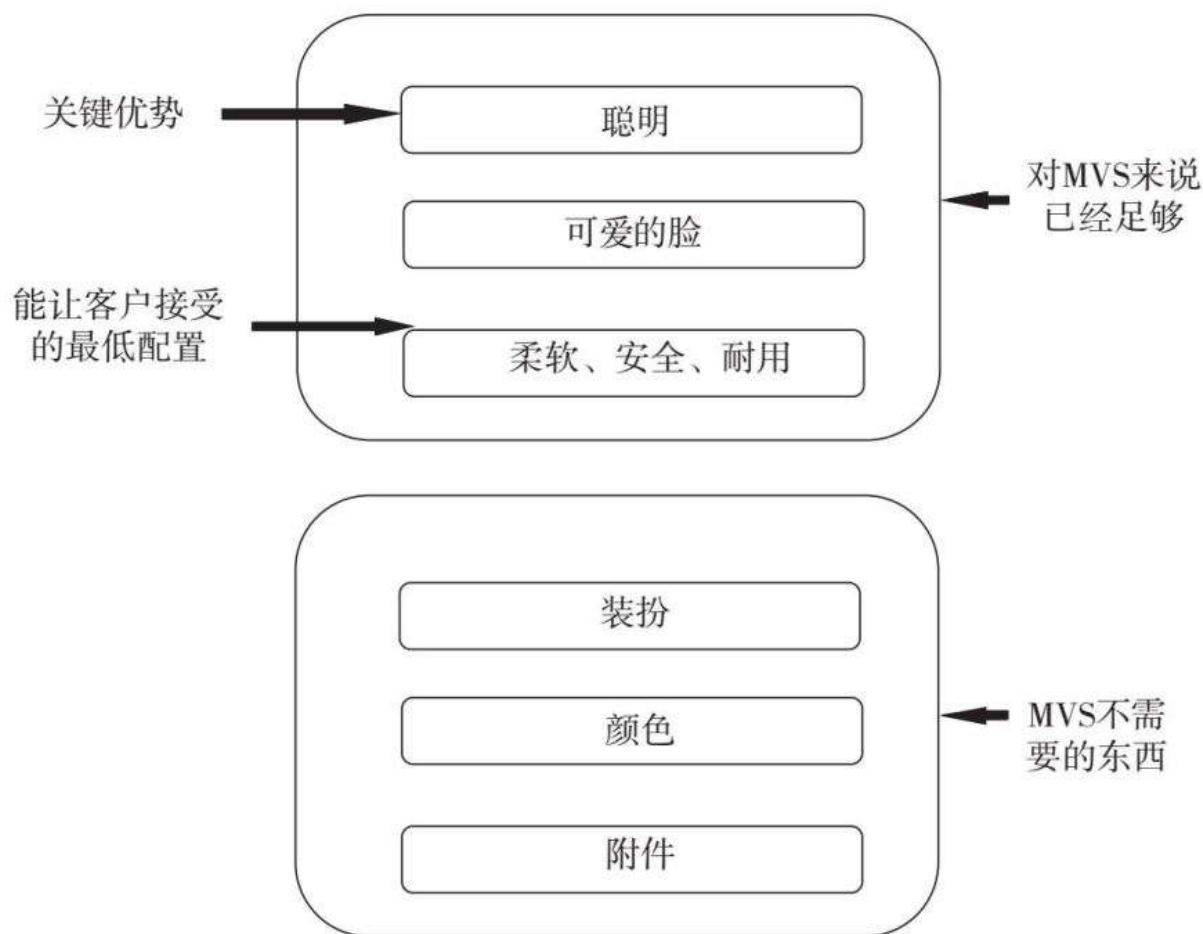 关键优势
聪明
可爱的脸
对MVS来说
已经足够
能让客户接受
的最低配置
柔软、安全、耐用
装扮
颜色
MVS不需
要的东西
附件